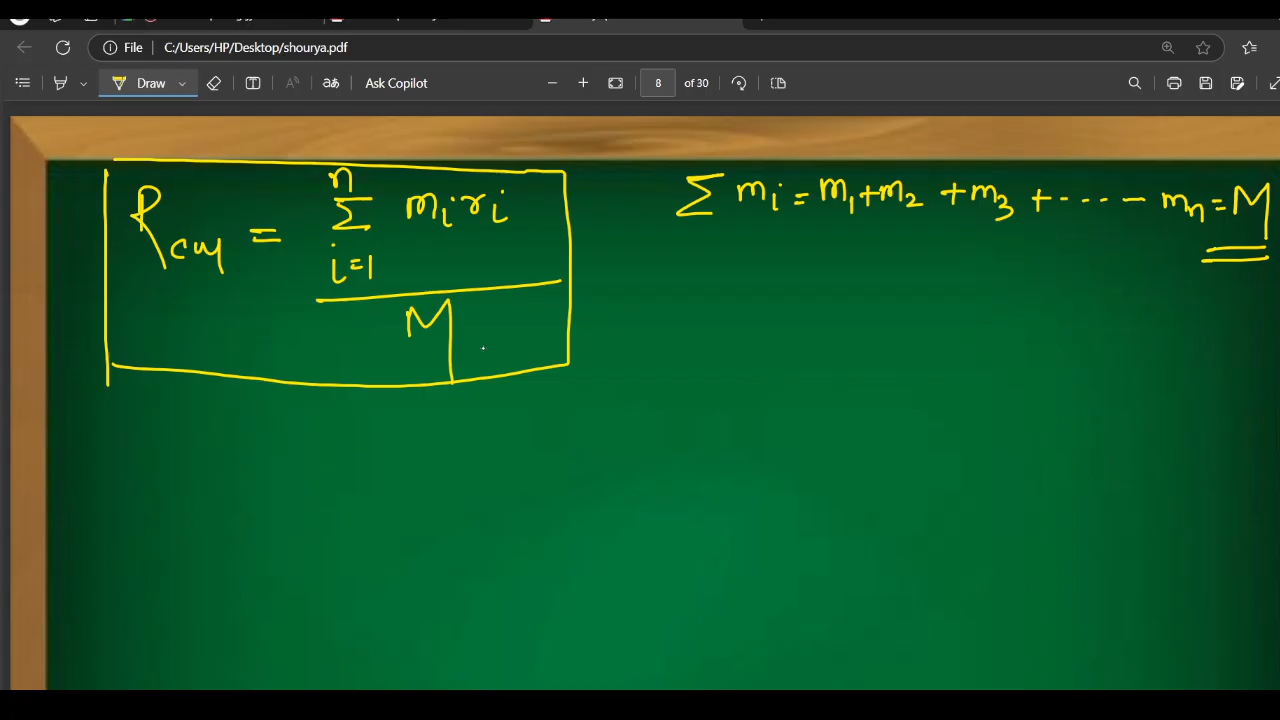 File C:/Users/HP/Desktop/shourya.pdf
Draw Ask Copilot 8 of 30
R_cm = Σ_{i=1}^{n} m_i r_i / M
Σ m_i = m_1 + m_2 + m_3 + ----- m_n = M